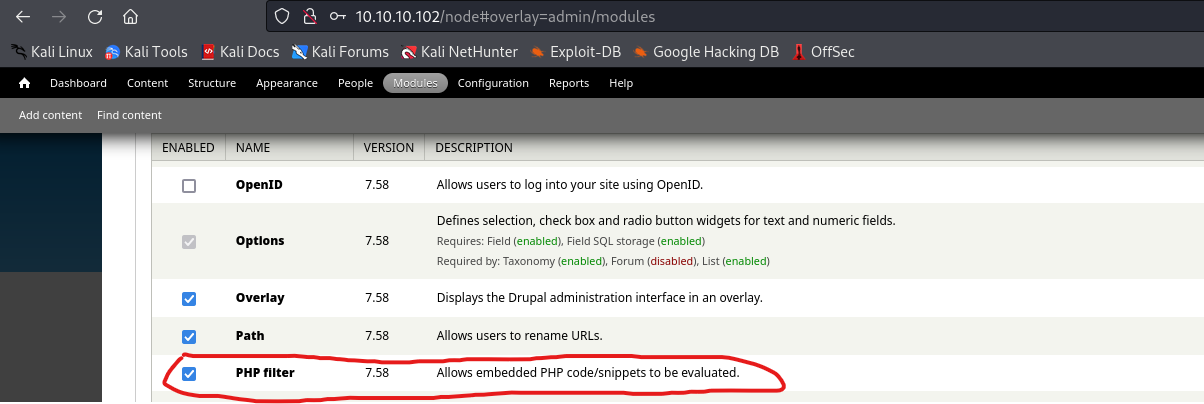 10.10.10.102/node#overlay=admin/modules
Kali Linux Kali Tools Kali Docs Kali Forums Kali NetHunter Exploit-DB Google Hacking DB OffSec
Dashboard Content Structure Appearance People Modules Configuration Reports Help
Add content Find content
ENABLED NAME VERSION DESCRIPTION
OpenID 7.58 Allows users to log into your site using OpenID.
Defines selection, check box and radio button widgets for text and numeric fields.
Options 7.58 Requires: Field (enabled), Field SQL storage (enabled)
Required by: Taxonomy (enabled), Forum (disabled), List (enabled)
Overlay 7.58 Displays the Drupal administration interface in an overlay.
Path 7.58 Allows users to rename URLs.
PHP filter 7.58 Allows embedded PHP code/snippets to be evaluated.